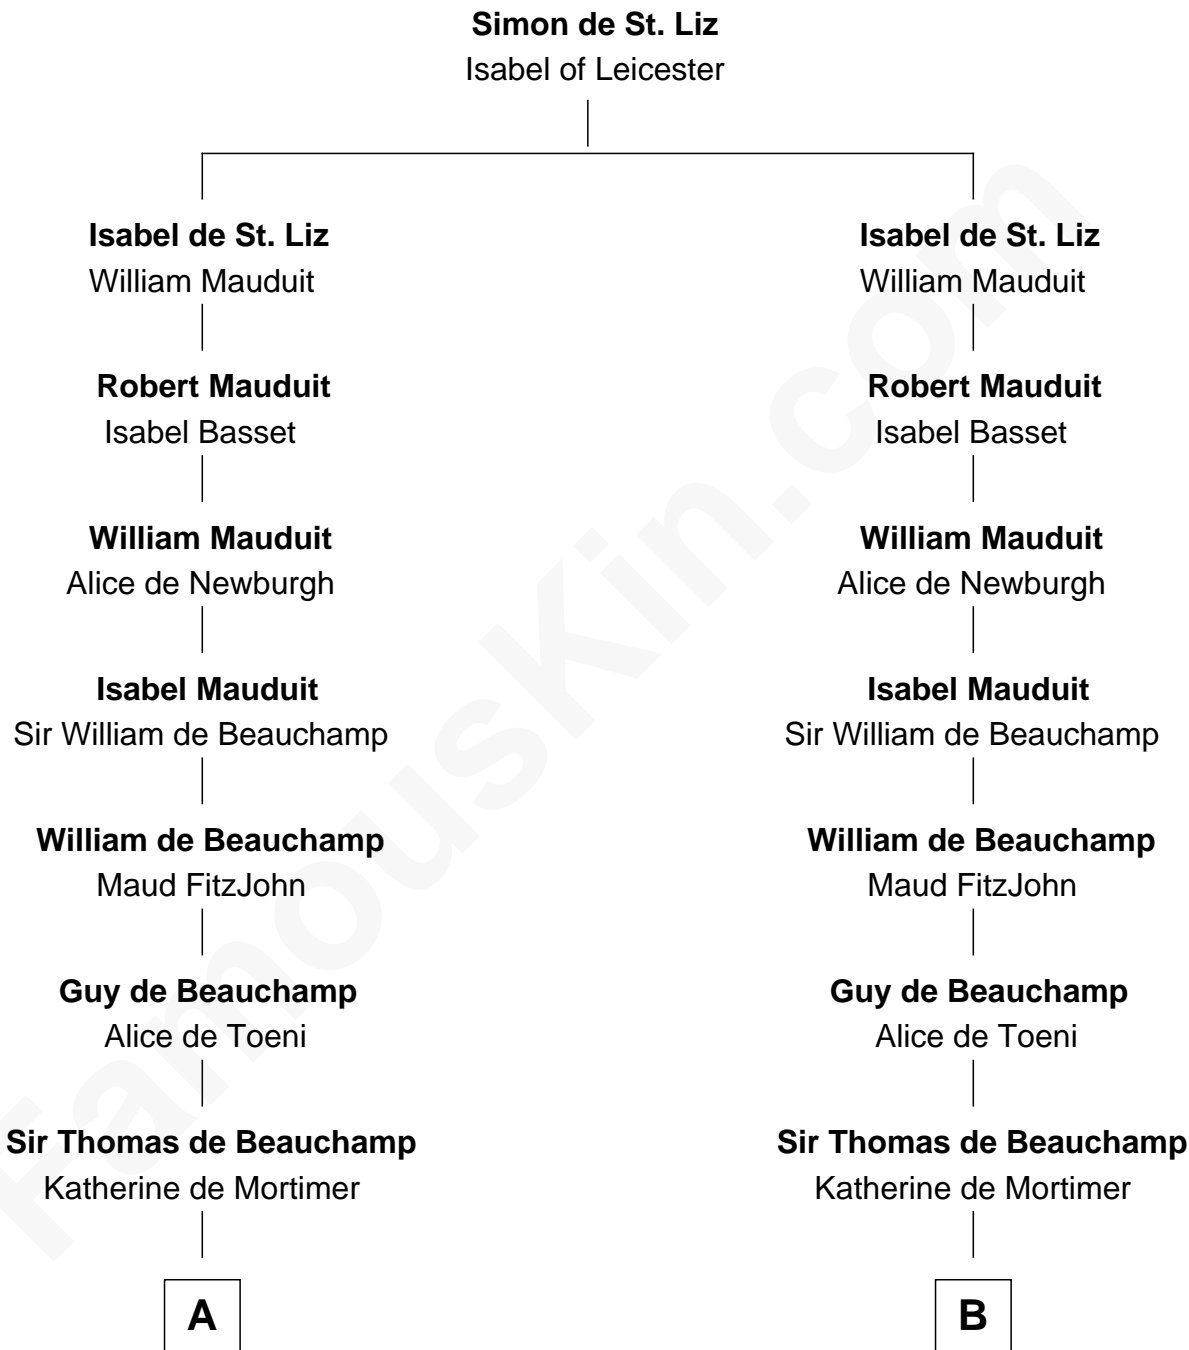 Simon de St. Liz
Isabel of Leicester
Isabel de St. Liz
William Mauduit
Robert Mauduit
Isabel Basset
William Mauduit
Alice de Newburgh
Isabel Mauduit
Sir William de Beauchamp
William de Beauchamp
Maud FitzJohn
Guy de Beauchamp
Alice de Toeni
Sir Thomas de Beauchamp
Katherine de Mortimer
A
Isabel de St. Liz
William Mauduit
Robert Mauduit
Isabel Basset
William Mauduit
Alice de Newburgh
Isabel Mauduit
Sir William de Beauchamp
William de Beauchamp
Maud FitzJohn
Guy de Beauchamp
Alice de Toeni
Sir Thomas de Beauchamp
Katherine de Mortimer
B
FamousKin.com